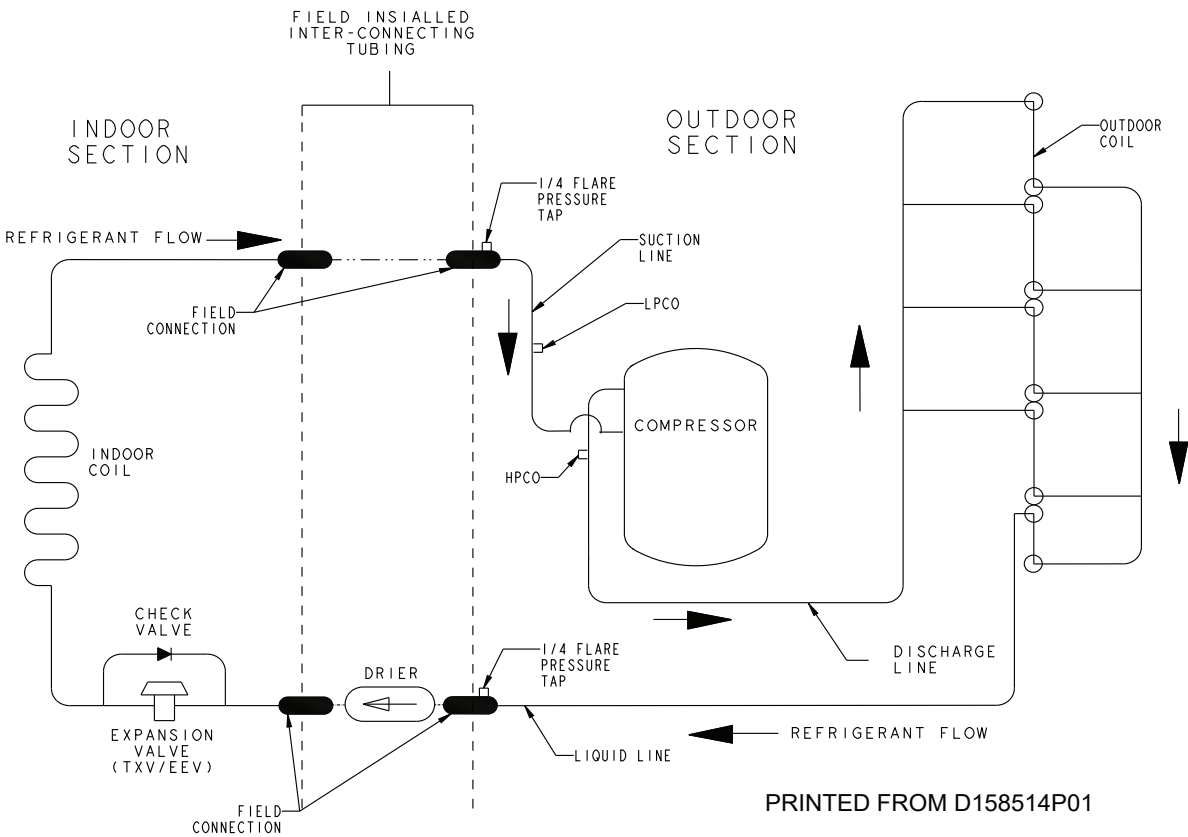 FIELD INSIALLED
INTER-CONNECTING
TUBING
INDOOR
SECTION
OUTDOOR
SECTION
OUTDOOR
COIL
1/4 FLARE
PRESSURE
TAP
REFRIGERANT FLOW
SUCTION
LINE
FIELD
CONNECTION
LPCO
COMPRESSOR
INDOOR
COIL
HPCO
CHECK
VALVE
DRIER
1/4 FLARE
PRESSURE
TAP
DISCHARGE
LINE
EXPANSION
VALVE
(TXV/EEV)
LIQUID LINE
REFRIGERANT FLOW
FIELD
CONNECTION
PRINTED FROM D158514P01